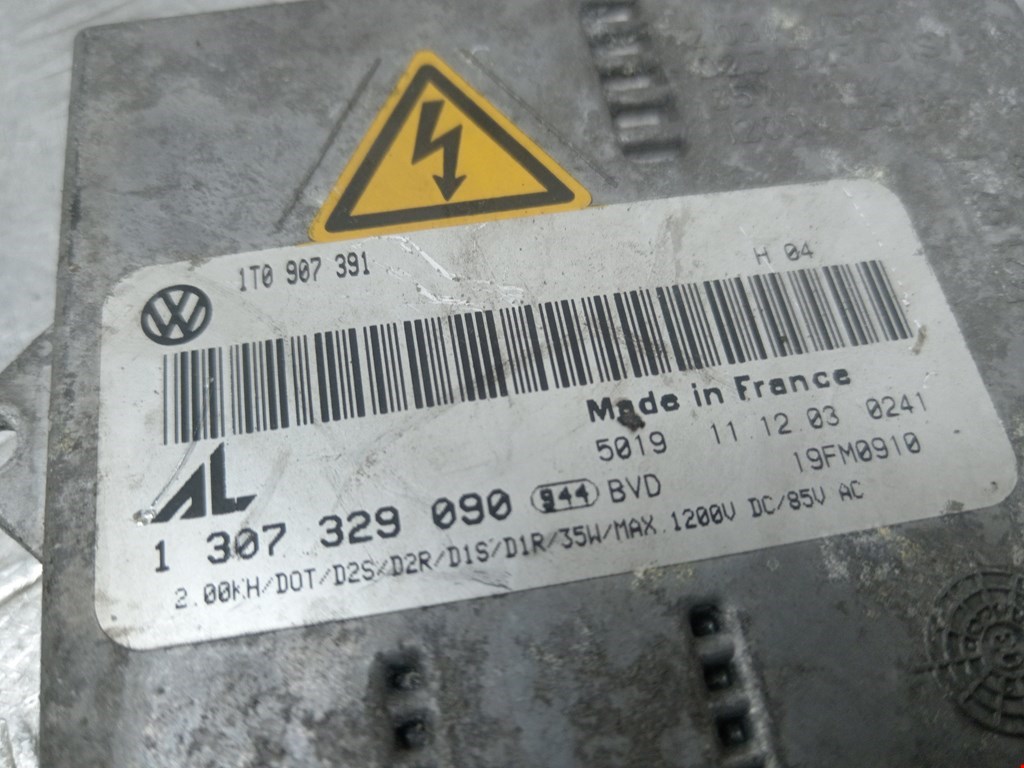 1T0 907 391
H 04
Made in France
5019 11.12.03 0241
19FM0910
AL
1 307 329 090 944 BVD
2.00KH/DOT/D2S/D2R/D1S/D1R/35W/MAX.1200V DC/85V AC